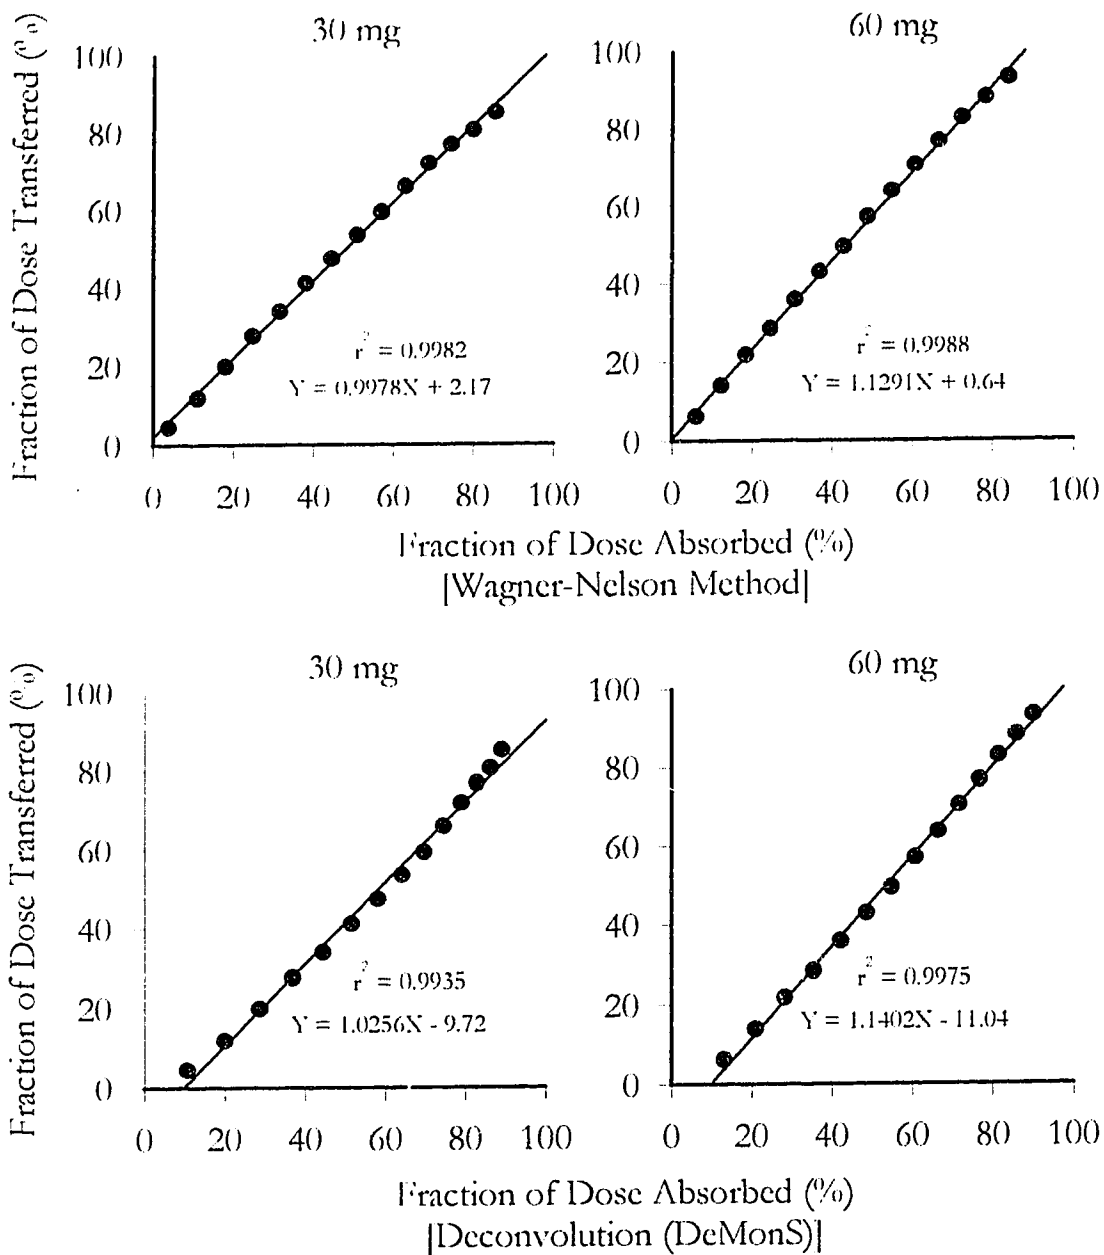 30 mg
60 mg
Fraction of Dose Transferred (%)
100
80
60
40
20
0
r² = 0.9982
Y = 0.9978X + 2.17
0 20 40 60 80 100
100
80
60
40
20
0
r² = 0.9988
Y = 1.1291X + 0.64
0 20 40 60 80 100
Fraction of Dose Absorbed (%)
[Wagner-Nelson Method]
30 mg
60 mg
Fraction of Dose Transferred (%)
100
80
60
40
20
0
r² = 0.9935
Y = 1.0256X - 9.72
0 20 40 60 80 100
100
80
60
40
20
0
r² = 0.9975
Y = 1.1402X - 11.04
0 20 40 60 80 100
Fraction of Dose Absorbed (%)
[Deconvolution (DeMonS)]